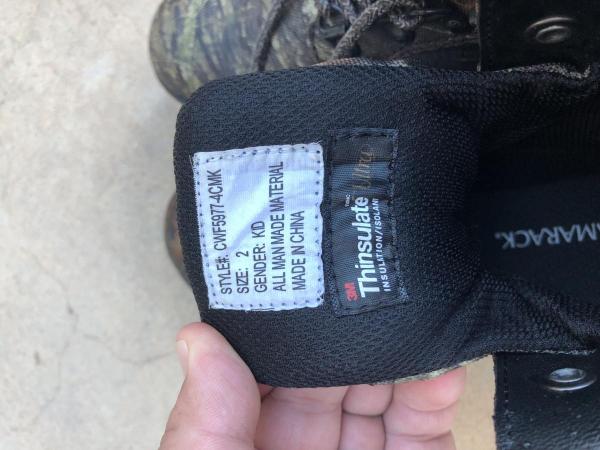 STYLE#: CWF5977-4CMK
SIZE: 2
GENDER: KID
ALL MAN MADE MATERIAL
MADE IN CHINA
3M
Thinsulate Ultra
INSULATION/ISOLANT
AMARACK.